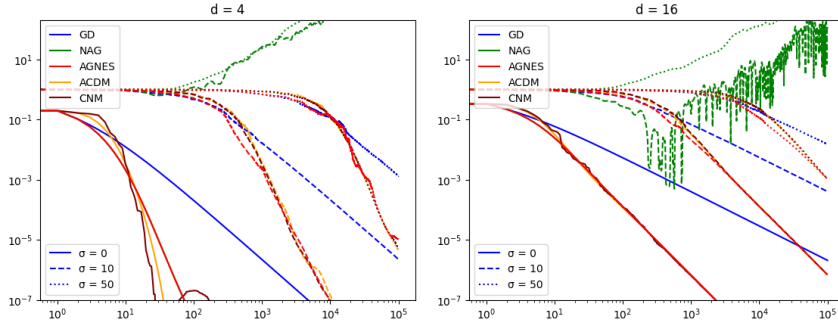 d = 4
10¹
10⁻¹
10⁻³
10⁻⁵
10⁻⁷
GD
NAG
AGNES
ACDM
CNM
σ = 0
σ = 10
σ = 50
10⁰ 10¹ 10² 10³ 10⁴ 10⁵
d = 16
10¹
10⁻¹
10⁻³
10⁻⁵
10⁻⁷
GD
NAG
AGNES
ACDM
CNM
σ = 0
σ = 10
σ = 50
10⁰ 10¹ 10² 10³ 10⁴ 10⁵